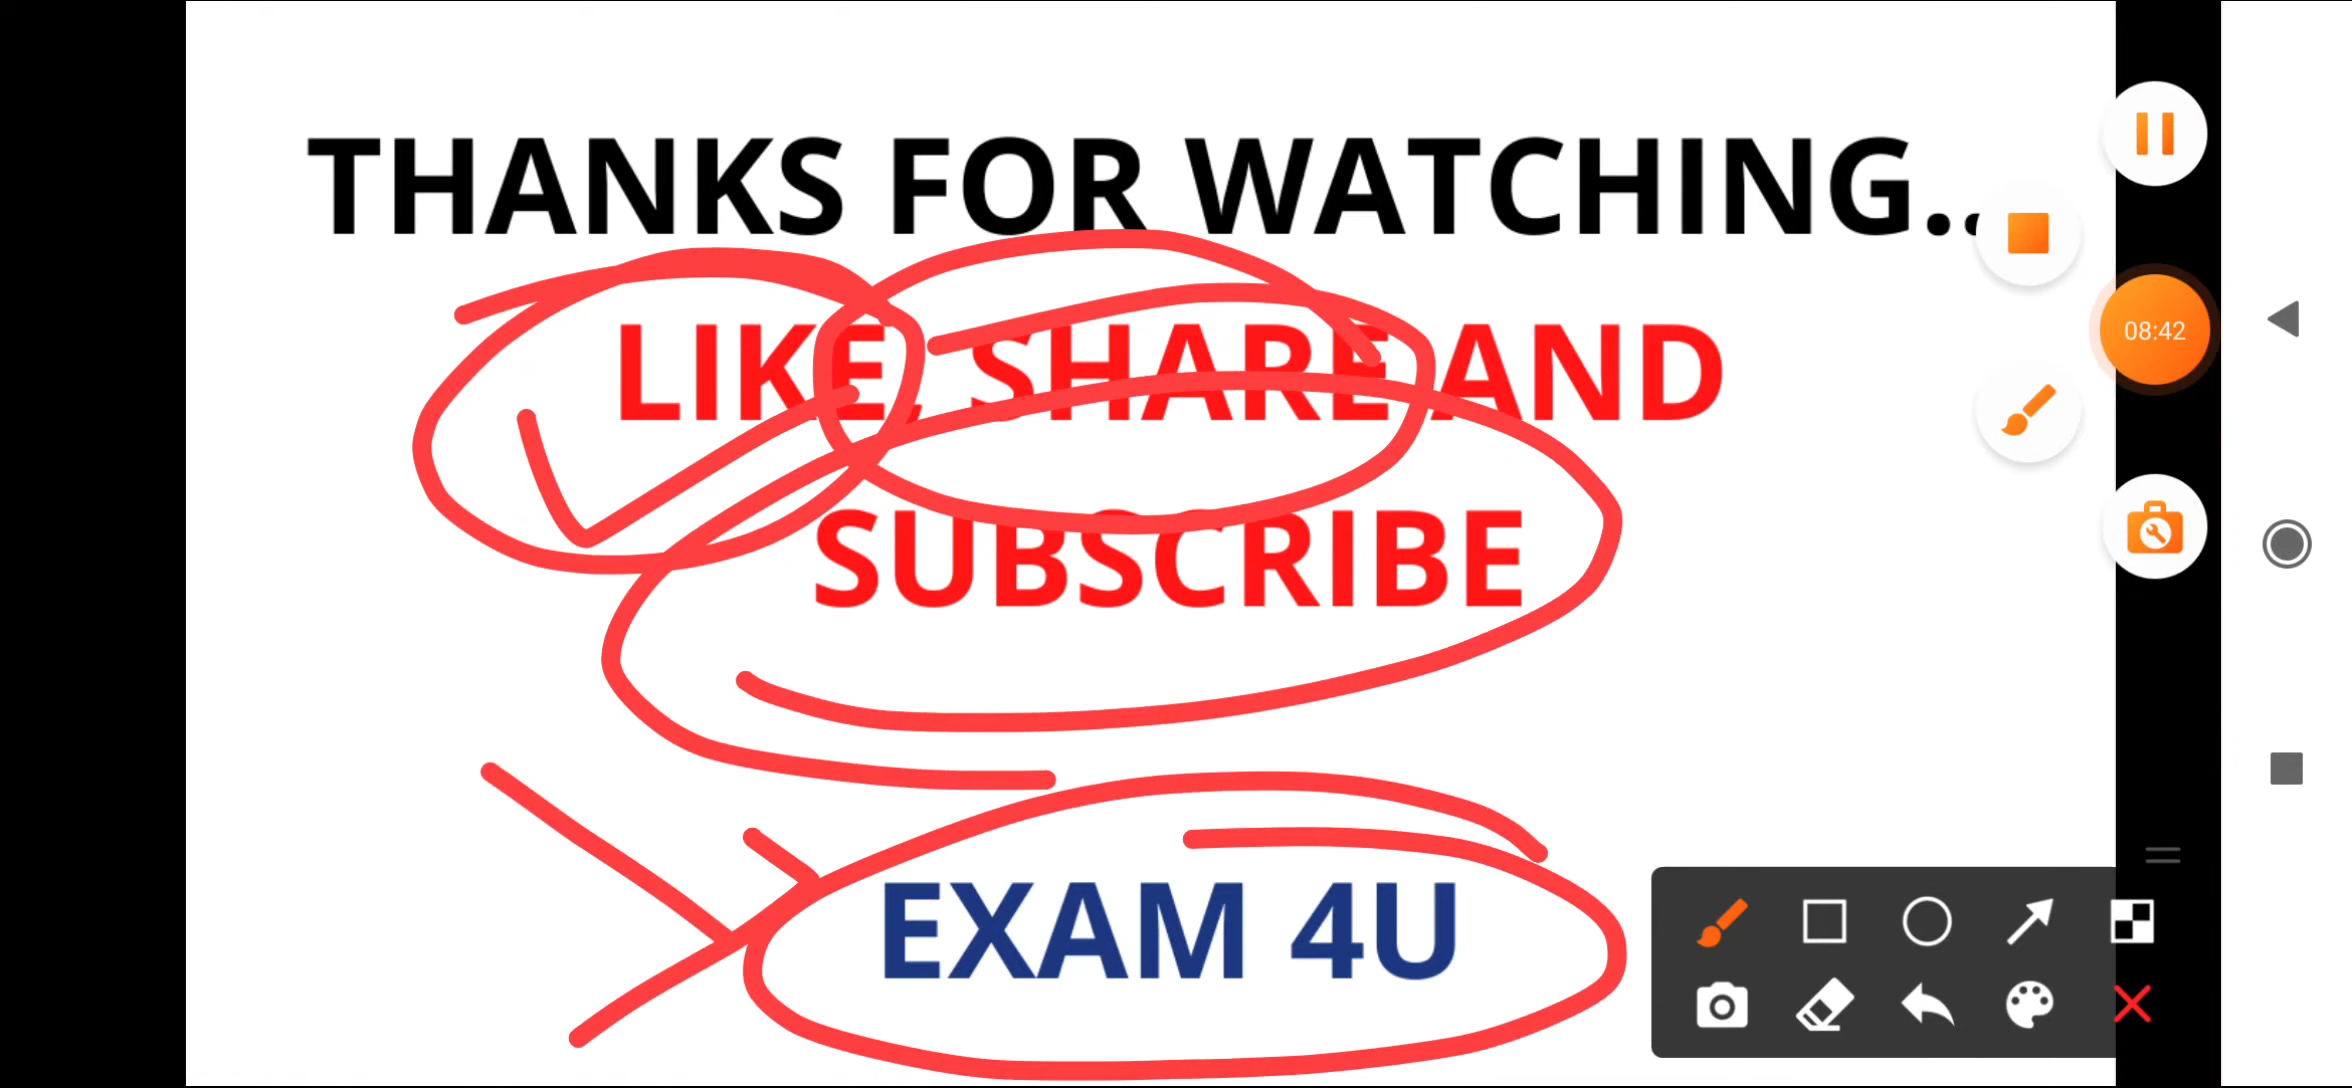 THANKS FOR WATCHING..
LIKE, SHARE AND
SUBSCRIBE
EXAM 4U
08:42